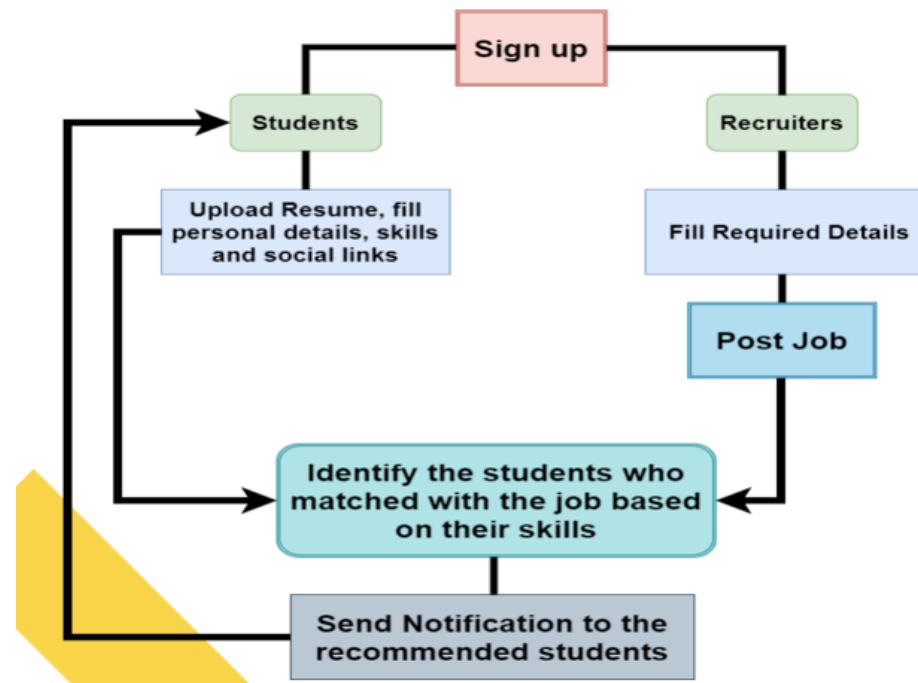 Sign up
Students
Recruiters
Upload Resume, fill
personal details, skills
and social links
Fill Required Details
Post Job
Identify the students who
matched with the job based
on their skills
Send Notification to the
recommended students